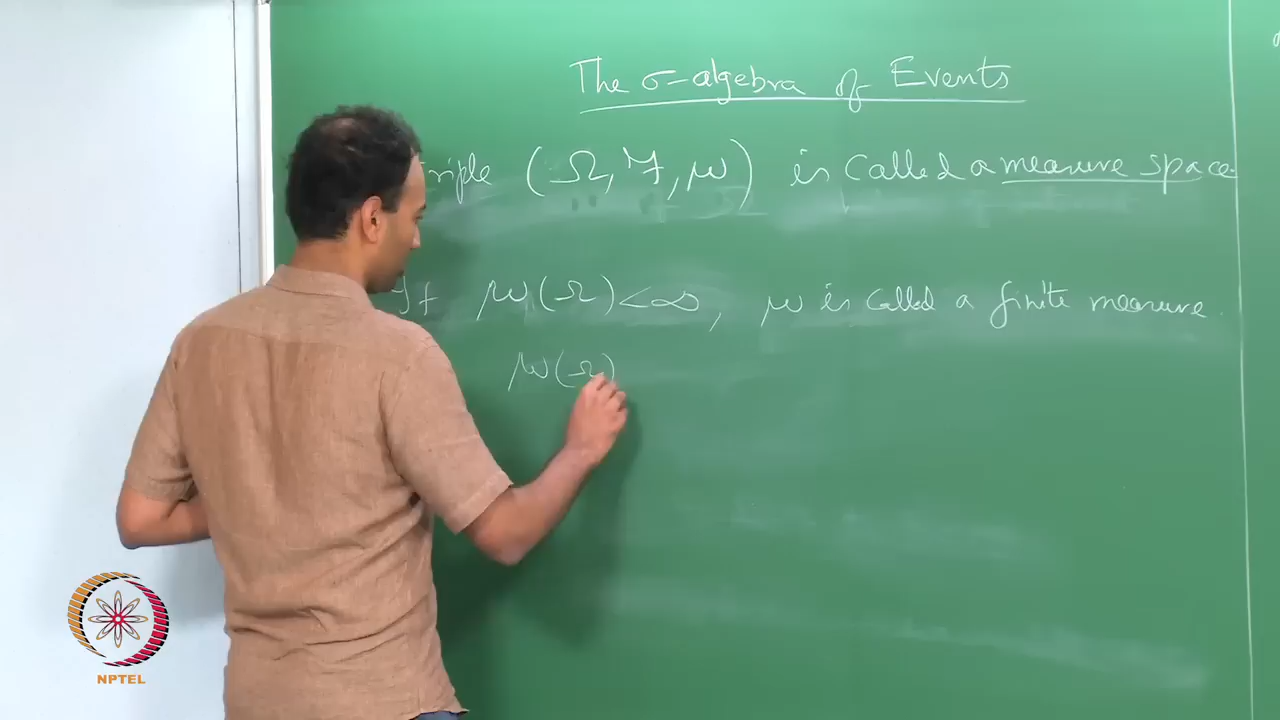 The σ-algebra of Events
riple (Ω, ℱ, μ) is called a measure space.
If μ(Ω) < ∞, μ is called a finite measure.
μ(Ω)
NPTEL